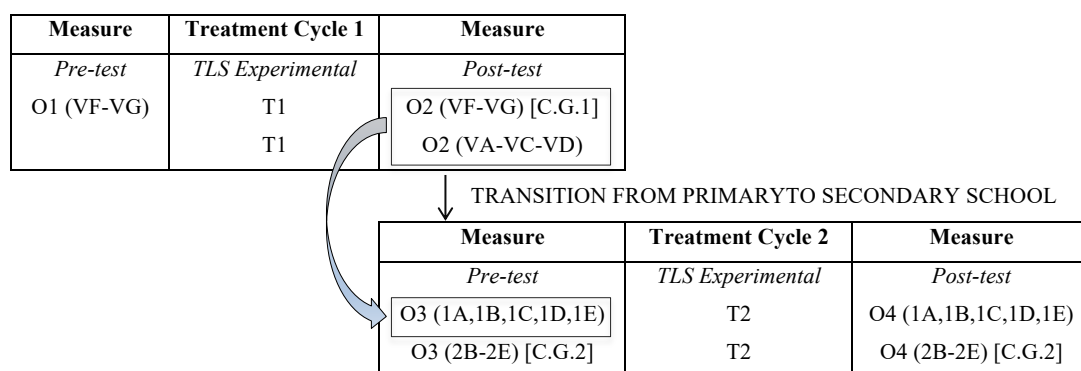 Measure Treatment Cycle 1 Measure
Pre-test TLS Experimental Post-test
O1 (VF-VG) T1 O2 (VF-VG) [C.G.1]
T1 O2 (VA-VC-VD)
TRANSITION FROM PRIMARYTO SECONDARY SCHOOL
Measure Treatment Cycle 2 Measure
Pre-test TLS Experimental Post-test
O3 (1A,1B,1C,1D,1E) T2 O4 (1A,1B,1C,1D,1E)
O3 (2B-2E) [C.G.2] T2 O4 (2B-2E) [C.G.2]